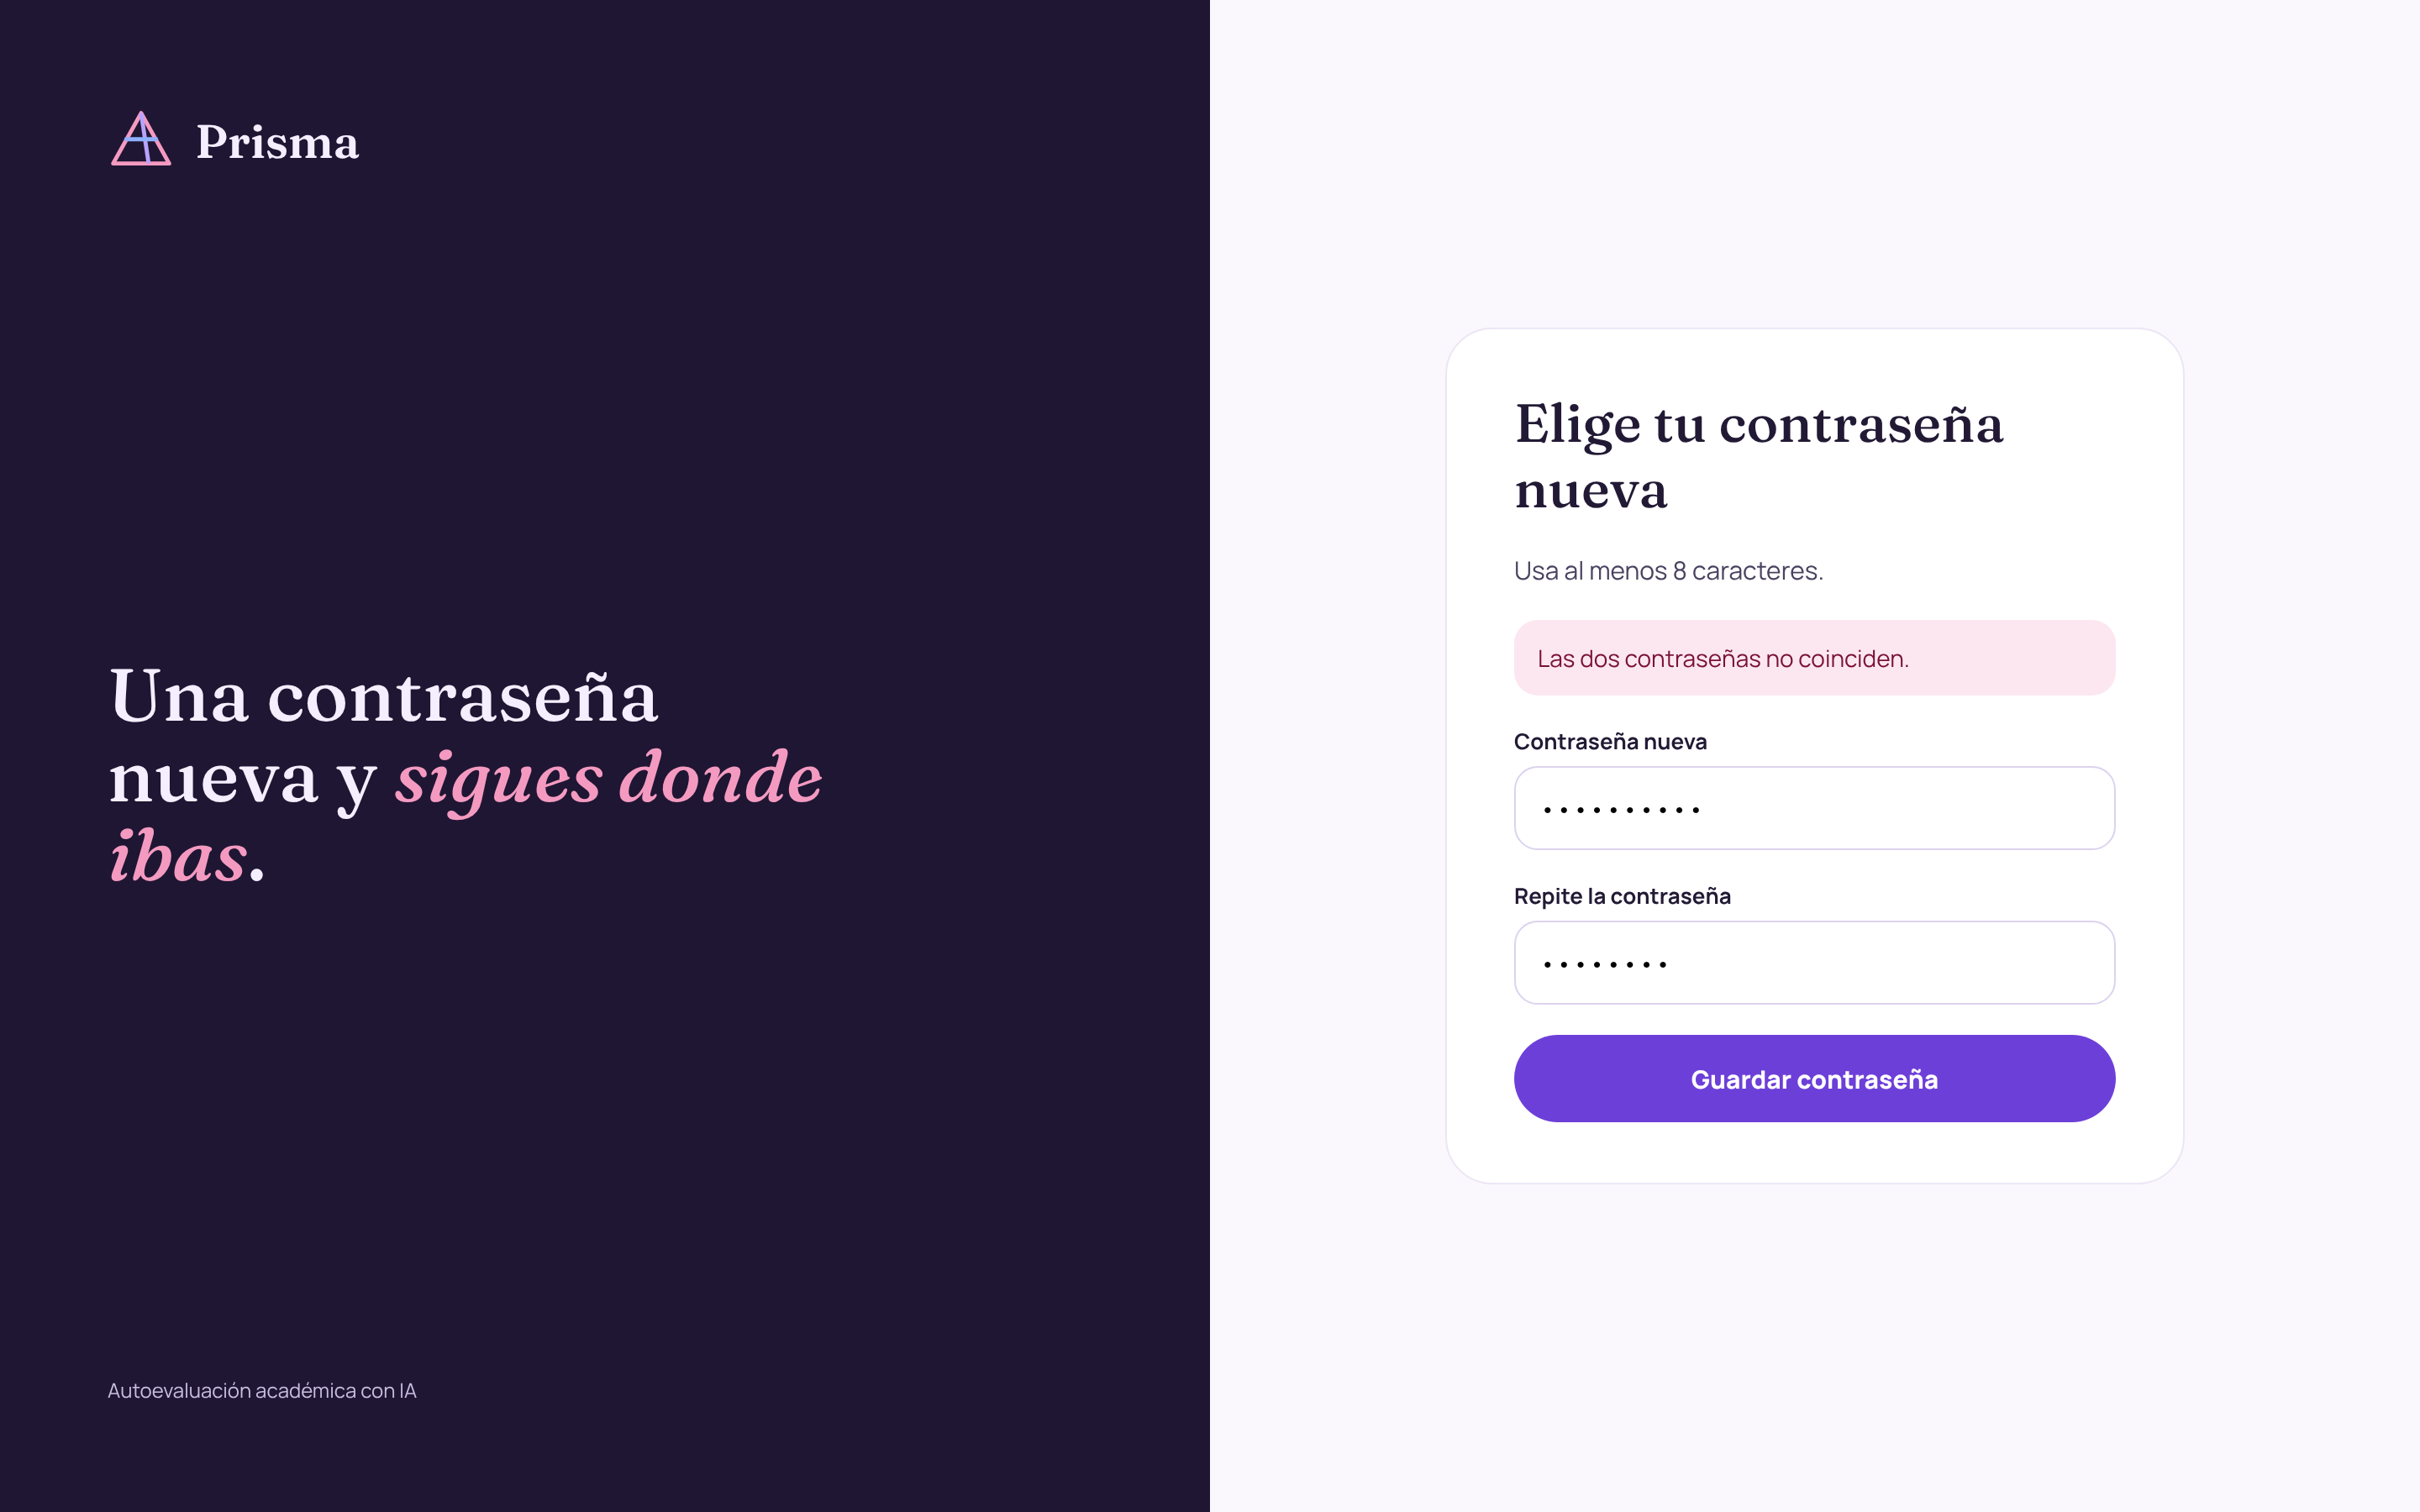 Prisma
Una contraseña
nueva y sigues donde
ibas.
Autoevaluación académica con IA
Elige tu contraseña
nueva
Usa al menos 8 caracteres.
Las dos contraseñas no coinciden.
Contraseña nueva
••••••••••
Repite la contraseña
••••••••
Guardar contraseña